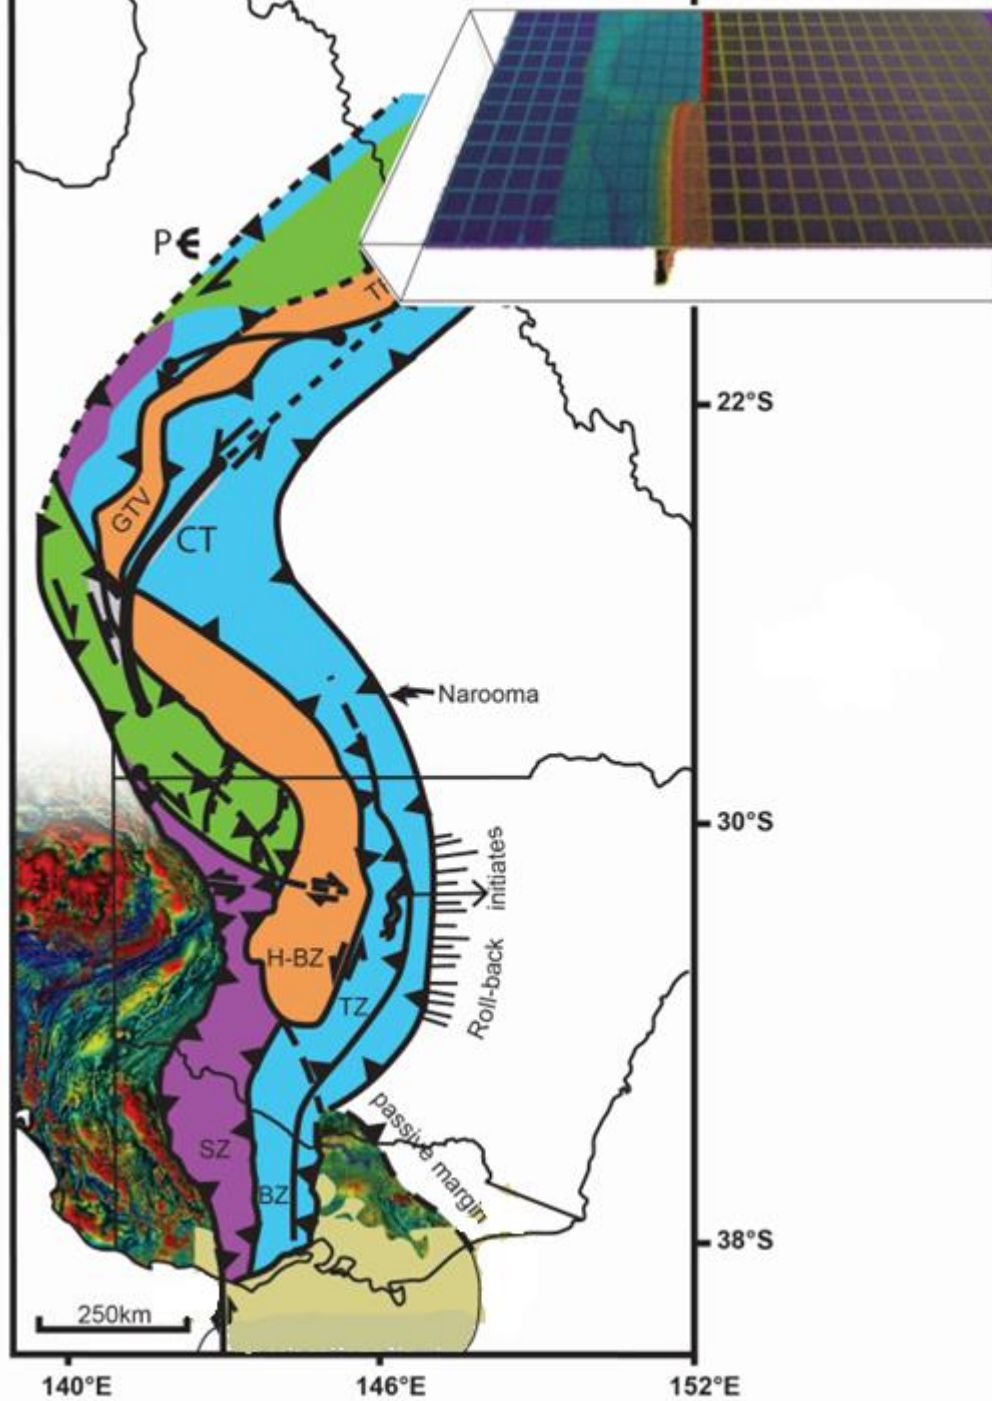 P∈
T
22°S
GTV
CT
Narooma
30°S
initiates
Roll-back
H-BZ
TZ
passive margin
SZ
BZ
38°S
250km
140°E
146°E
152°E